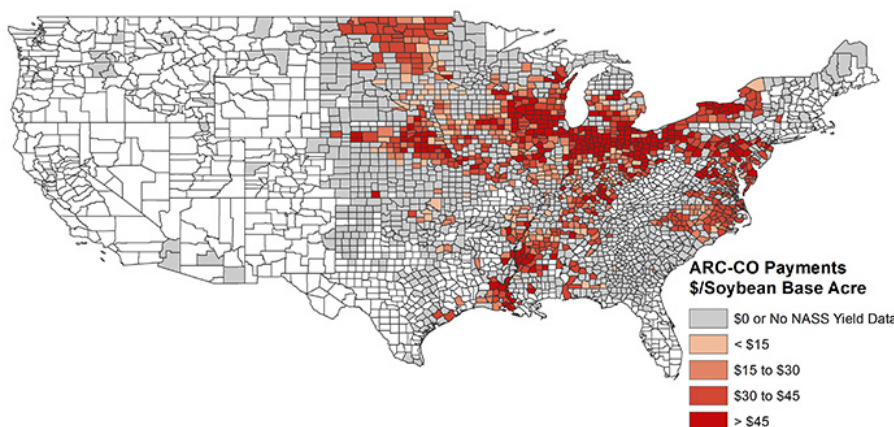 ARC-CO Payments
$/Soybean Base Acre
$0 or No NASS Yield Data
< $15
$15 to $30
$30 to $45
> $45